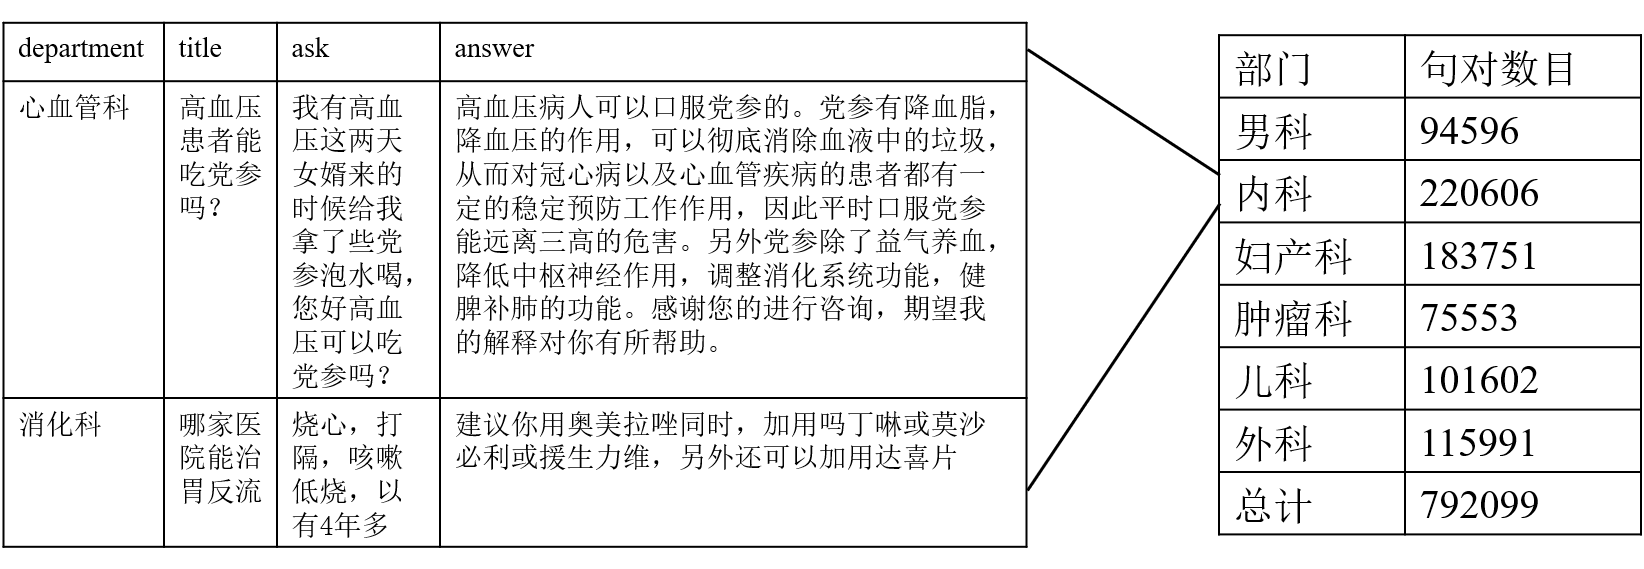 department title ask answer
心血管科
高血压
患者能
吃党参
吗？
我有高血
压这两天
女婿来的
时候给我
拿了些党
参泡水喝，
您好高血
压可以吃
党参吗？
高血压病人可以口服党参的。党参有降血脂，
降血压的作用，可以彻底消除血液中的垃圾，
从而对冠心病以及心血管疾病的患者都有一
定的稳定预防工作作用，因此平时口服党参
能远离三高的危害。另外党参除了益气养血，
降低中枢神经作用，调整消化系统功能，健
脾补肺的功能。感谢您的进行咨询，期望我
的解释对你有所帮助。
消化科
哪家医
院能治
胃反流
烧心，打
隔，咳嗽
低烧，以
有4年多
建议你用奥美拉唑同时，加用吗丁啉或莫沙
必利或援生力维，另外还可以加用达喜片
部门 句对数目
男科 94596
内科 220606
妇产科 183751
肿瘤科 75553
儿科 101602
外科 115991
总计 792099